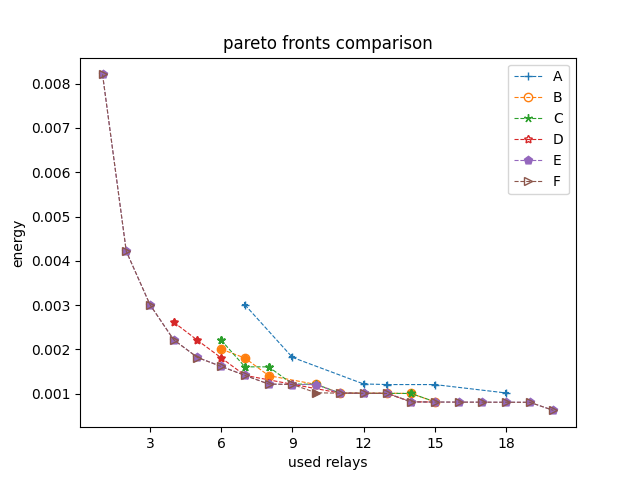 pareto fronts comparison
0.008
0.007
0.006
0.005
0.004
0.003
0.002
0.001
energy
A
B
C
D
E
F
3 6 9 12 15 18
used relays